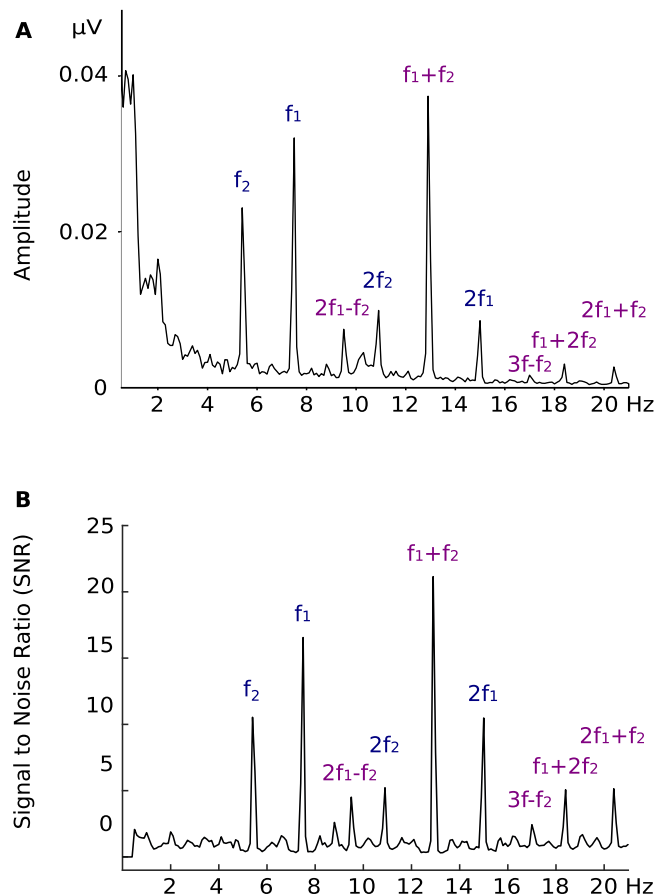 A
µV
0.04
0.02
0
Amplitude
f₂
f₁
2f₁-f₂
2f₂
f₁+f₂
2f₁
3f-f₂
f₁+2f₂
2f₁+f₂
2 4 6 8 10 12 14 16 18 20 Hz
B
25
20
15
10
5
0
Signal to Noise Ratio (SNR)
f₂
f₁
2f₁-f₂
2f₂
f₁+f₂
2f₁
3f-f₂
f₁+2f₂
2f₁+f₂
2 4 6 8 10 12 14 16 18 20 Hz